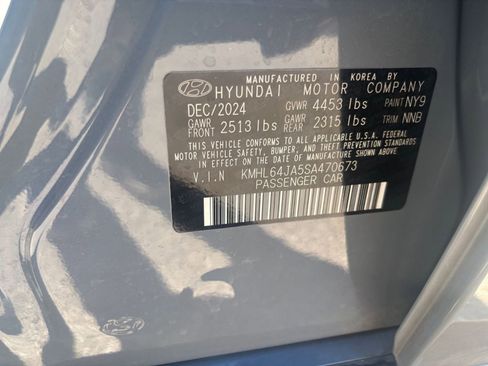 MANUFACTURED IN KOREA BY
HYUNDAI MOTOR COMPANY
DEC/2024 GVWR 4453 lbs PAINT NY9
GAWR FRONT 2513 lbs GAWR REAR 2315 lbs TRIM NNB
THIS VEHICLE CONFORMS TO ALL APPLICABLE U.S.A. FEDERAL
MOTOR VEHICLE SAFETY, BUMPER, AND THEFT PREVENTION
STANDARDS IN EFFECT ON THE DATE OF MANUFACTURE SHOWN ABOVE.
V.I.N KMHL64JA5SA470673
PASSENGER CAR